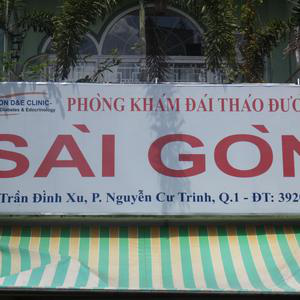 ON D&E CLINIC-
Diabetes & Edocrinology
PHÒNG KHÁM ĐÁI THÁO ĐƯỜ
SÀI GÒN
Trần Đình Xu, P. Nguyễn Cư Trinh, Q.1 - ĐT: 392